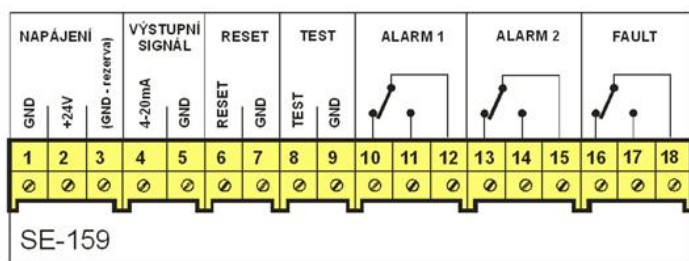 NAPÁJENÍ
VÝSTUPNÍ
SIGNÁL
RESET
TEST
ALARM 1
ALARM 2
FAULT
GND
+24V
(GND - rezerva)
4-20mA
GND
RESET
GND
TEST
GND
1 2 3 4 5 6 7 8 9 10 11 12 13 14 15 16 17 18
SE-159